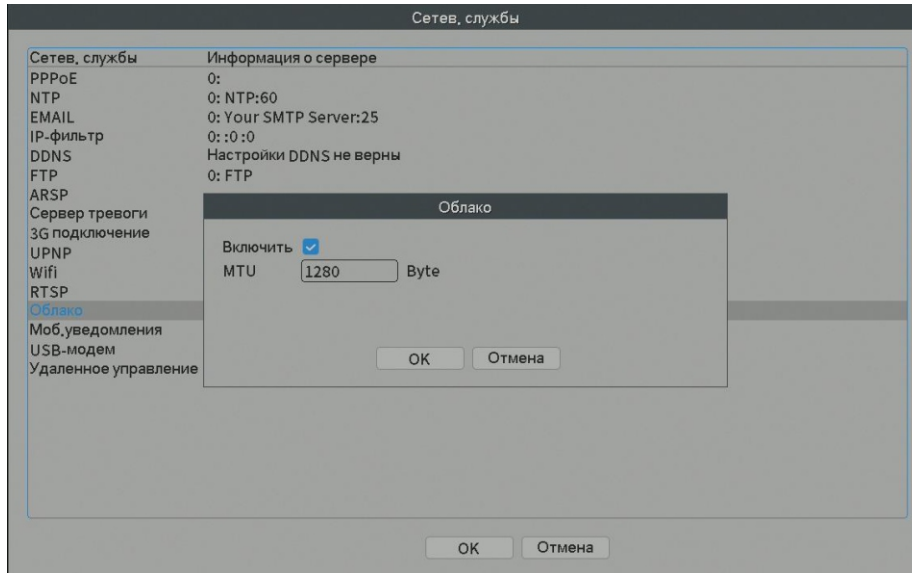 Сетев. службы
Сетев. службы Информация о сервере
PPPoE 0:
NTP 0: NTP:60
EMAIL 0: Your SMTP Server:25
IP-фильтр 0: :0:0
DDNS Настройки DDNS не верны
FTP 0: FTP
ARSP
Сервер тревоги
3G подключение
UPNP
Wifi
RTSP
Облако
Моб.уведомления
USB-модем
Удаленное управление
Облако
Включить
MTU 1280 Byte
OK Отмена
OK Отмена